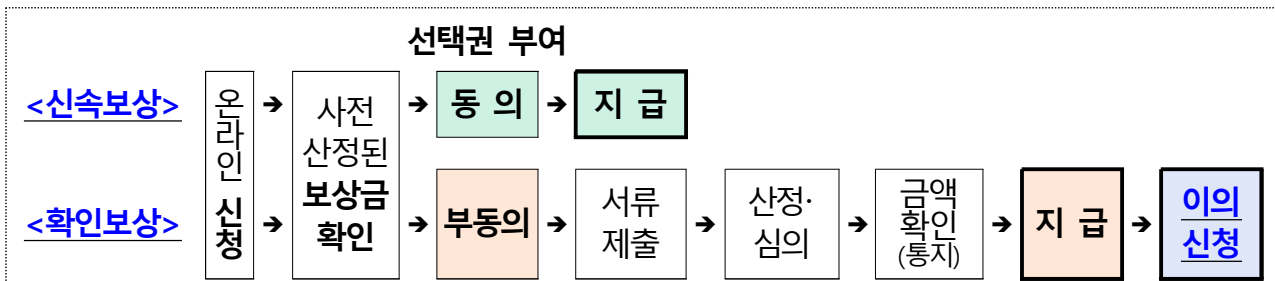 선택권 부여
<신속보상>
온라인 신청
➔
사전
산정된
보상금
확인
➔
동 의
➔
지 급
<확인보상>
➔
➔
부동의
➔
서류
제출
➔
산정·
심의
➔
금액
확인
(통지)
➔
지 급
➔
이의
신청